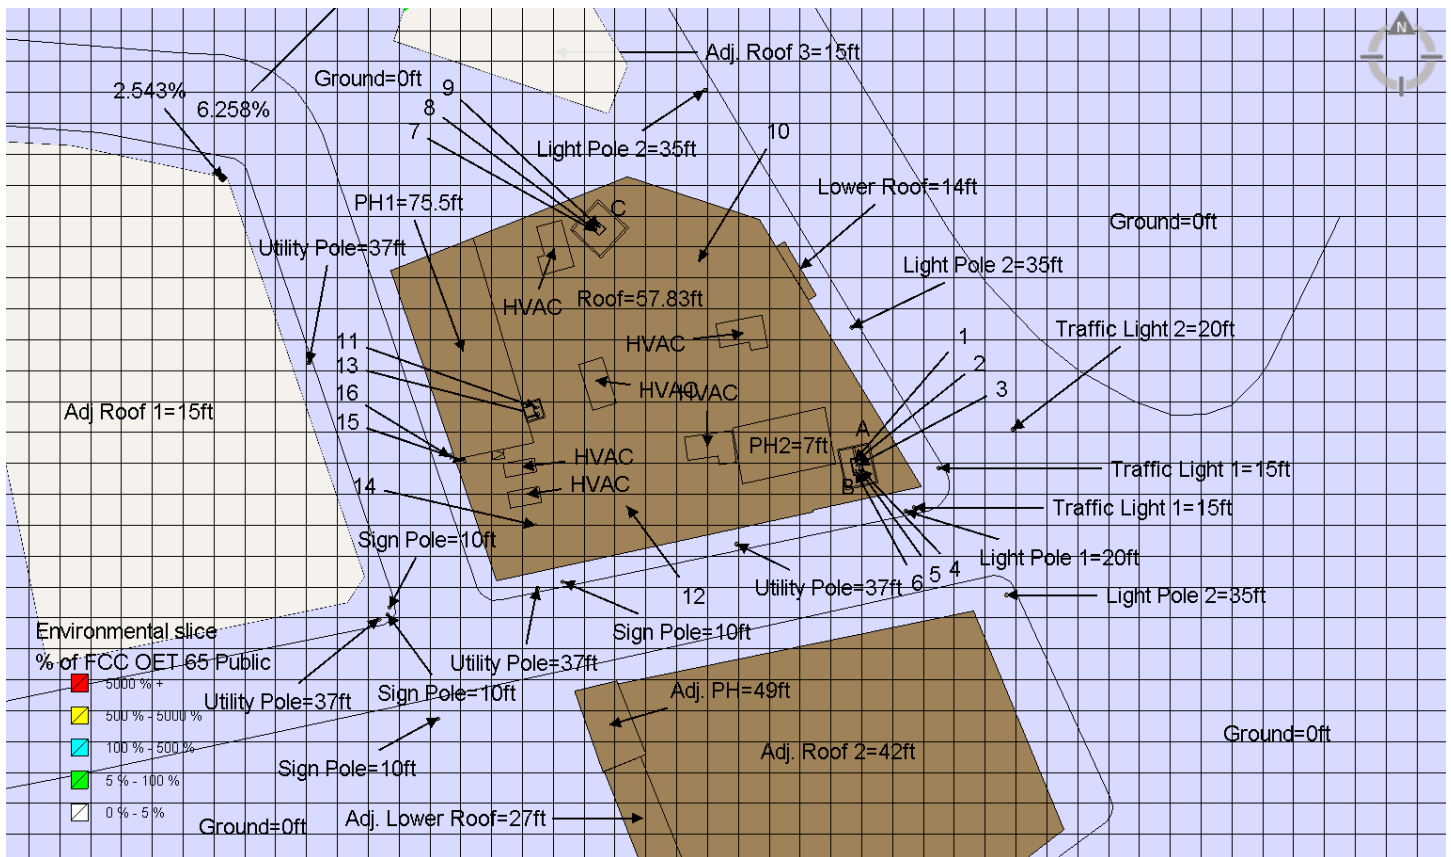 N
Adj. Roof 3=15ft
Ground=0ft
2.543%
6.258%
9
8
7
10
Light Pole 2=35ft
Lower Roof=14ft
PH1=75.5ft
C
Ground=0ft
Utility Pole=37ft
Light Pole 2=35ft
HVAC
Roof=57.83ft
Traffic Light 2=20ft
11
13
16
15
HVAC
1
2
3
HVAC
HVAC
Adj Roof 1=15ft
A
PH2=7ft
HVAC
Traffic Light 1=15ft
B
HVAC
14
Traffic Light 1=15ft
Sign Pole=10ft
Light Pole 1=20ft
4
5
6
Utility Pole=37ft
12
Light Pole 2=35ft
Sign Pole=10ft
Environmental slice
% of FCC OET 65 Public
5000 % +
500 % - 5000 %
100 % - 500 %
5 % - 100 %
0 % - 5 %
Utility Pole=37ft
Sign Pole=10ft
Utility Pole=37ft
Adj. PH=49ft
Ground=0ft
Adj. Roof 2=42ft
Sign Pole=10ft
Ground=0ft
Adj. Lower Roof=27ft